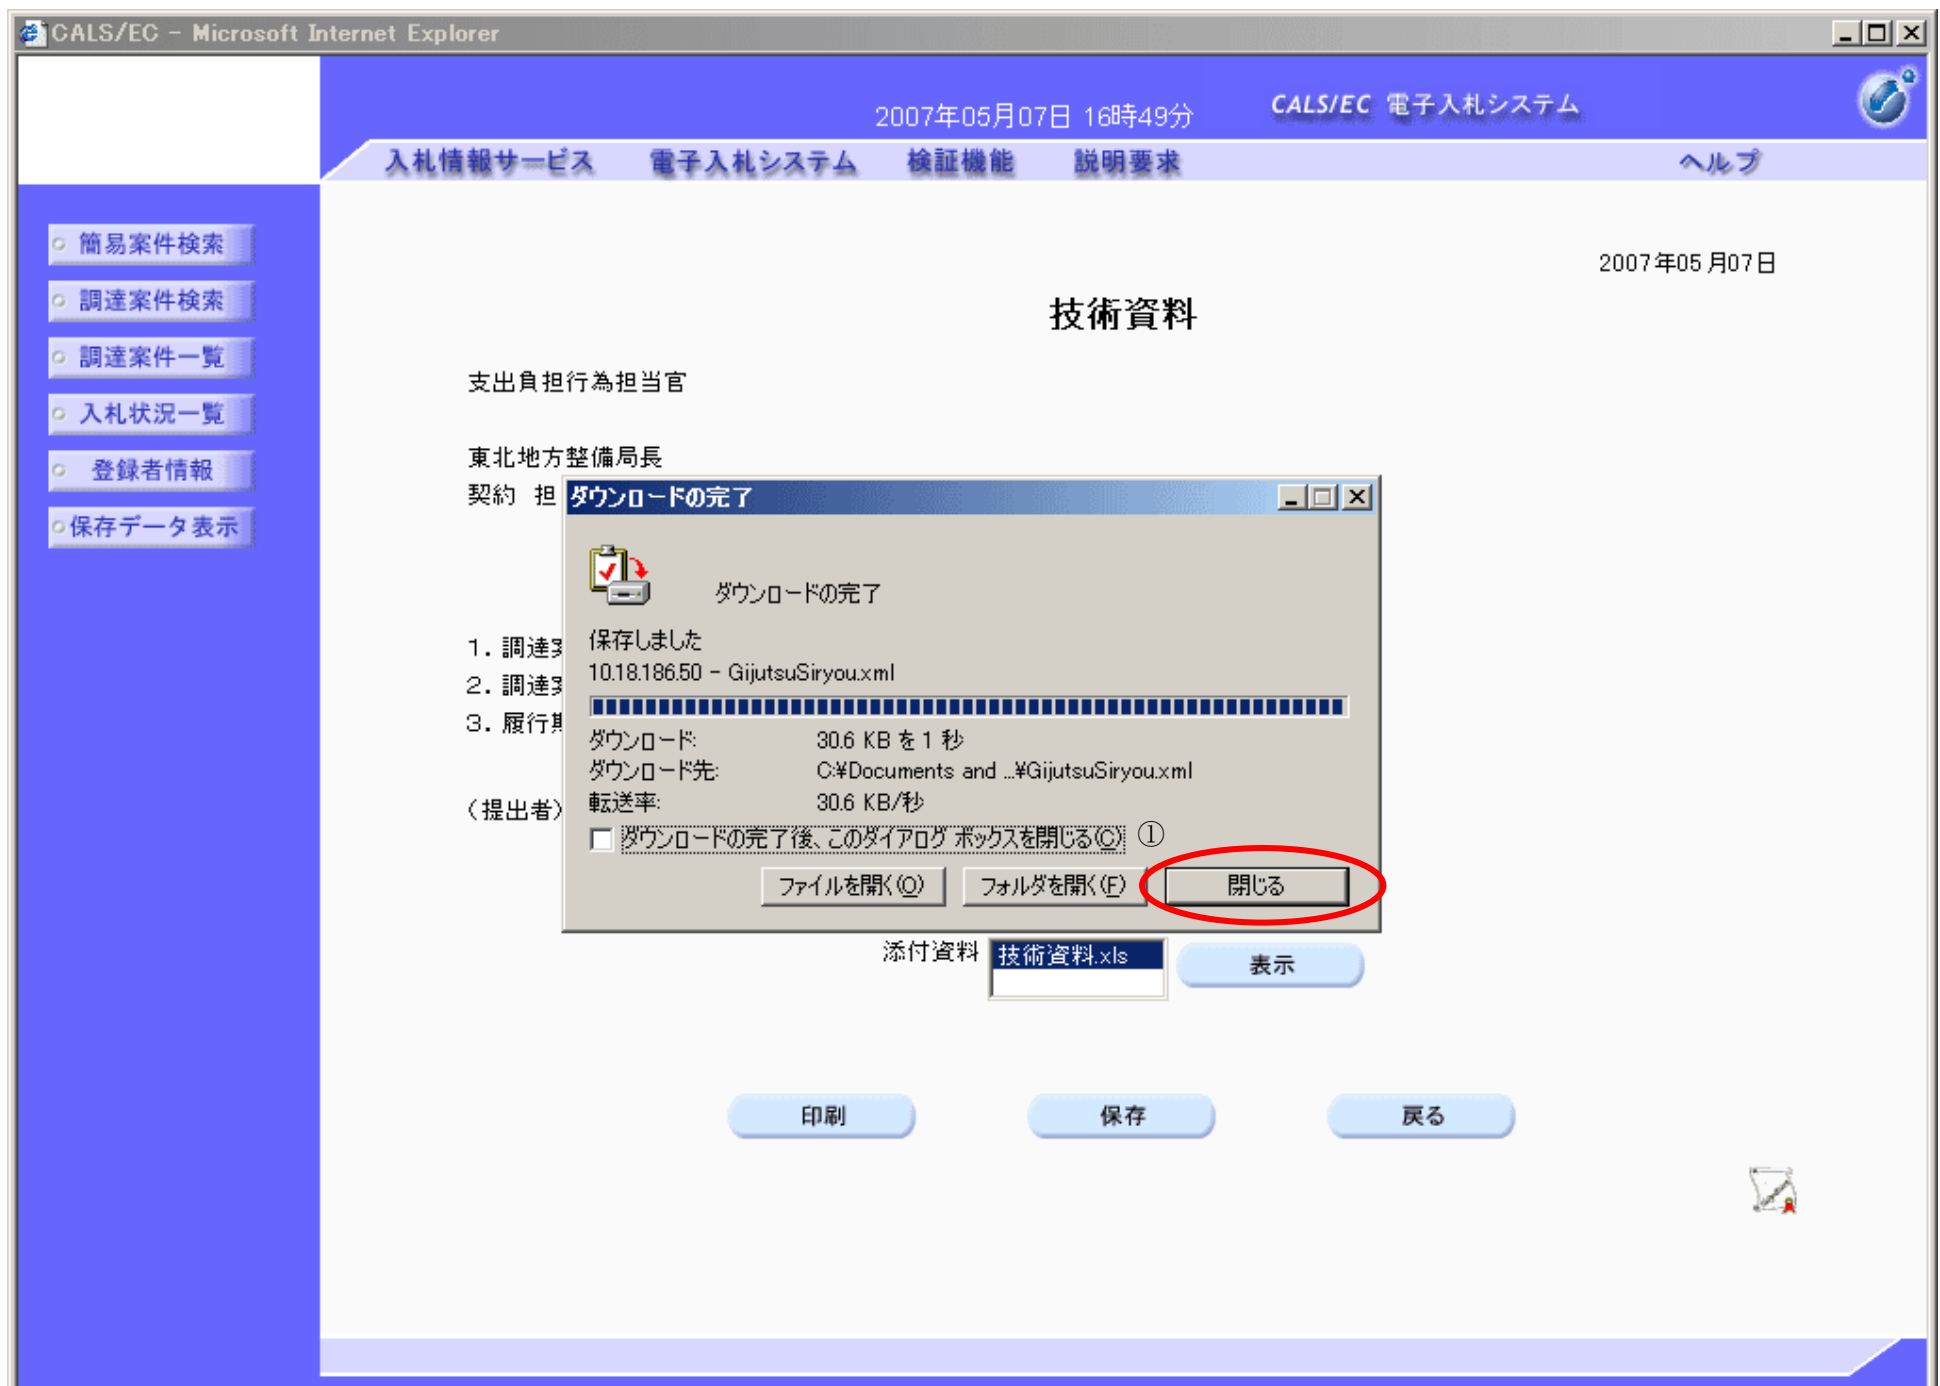 CALS/EC - Microsoft Internet Explorer
2007年05月07日 16時49分
CALS/EC 電子入札システム
入札情報サービス 電子入札システム 検証機能 説明要求 ヘルプ
簡易案件検索
調達案件検索
調達案件一覧
入札状況一覧
登録者情報
保存データ表示
2007年05月07日
技術資料
支出負担行為担当官
東北地方整備局長
契約 担
1.調達
2.調達
3.履行
(提出者)
ダウンロードの完了
ダウンロードの完了
保存しました
10.18.186.50 - GijutsuSiryou.xml
ダウンロード: 30.6 KB を 1 秒
ダウンロード先: C:¥Documents and ...¥GijutsuSiryou.xml
転送率: 30.6 KB/秒
ダウンロードの完了後、このダイアログ ボックスを閉じる(C) ①
ファイルを開く(O) フォルダを開く(F) 閉じる
添付資料 技術資料.xls 表示
印刷 保存 戻る